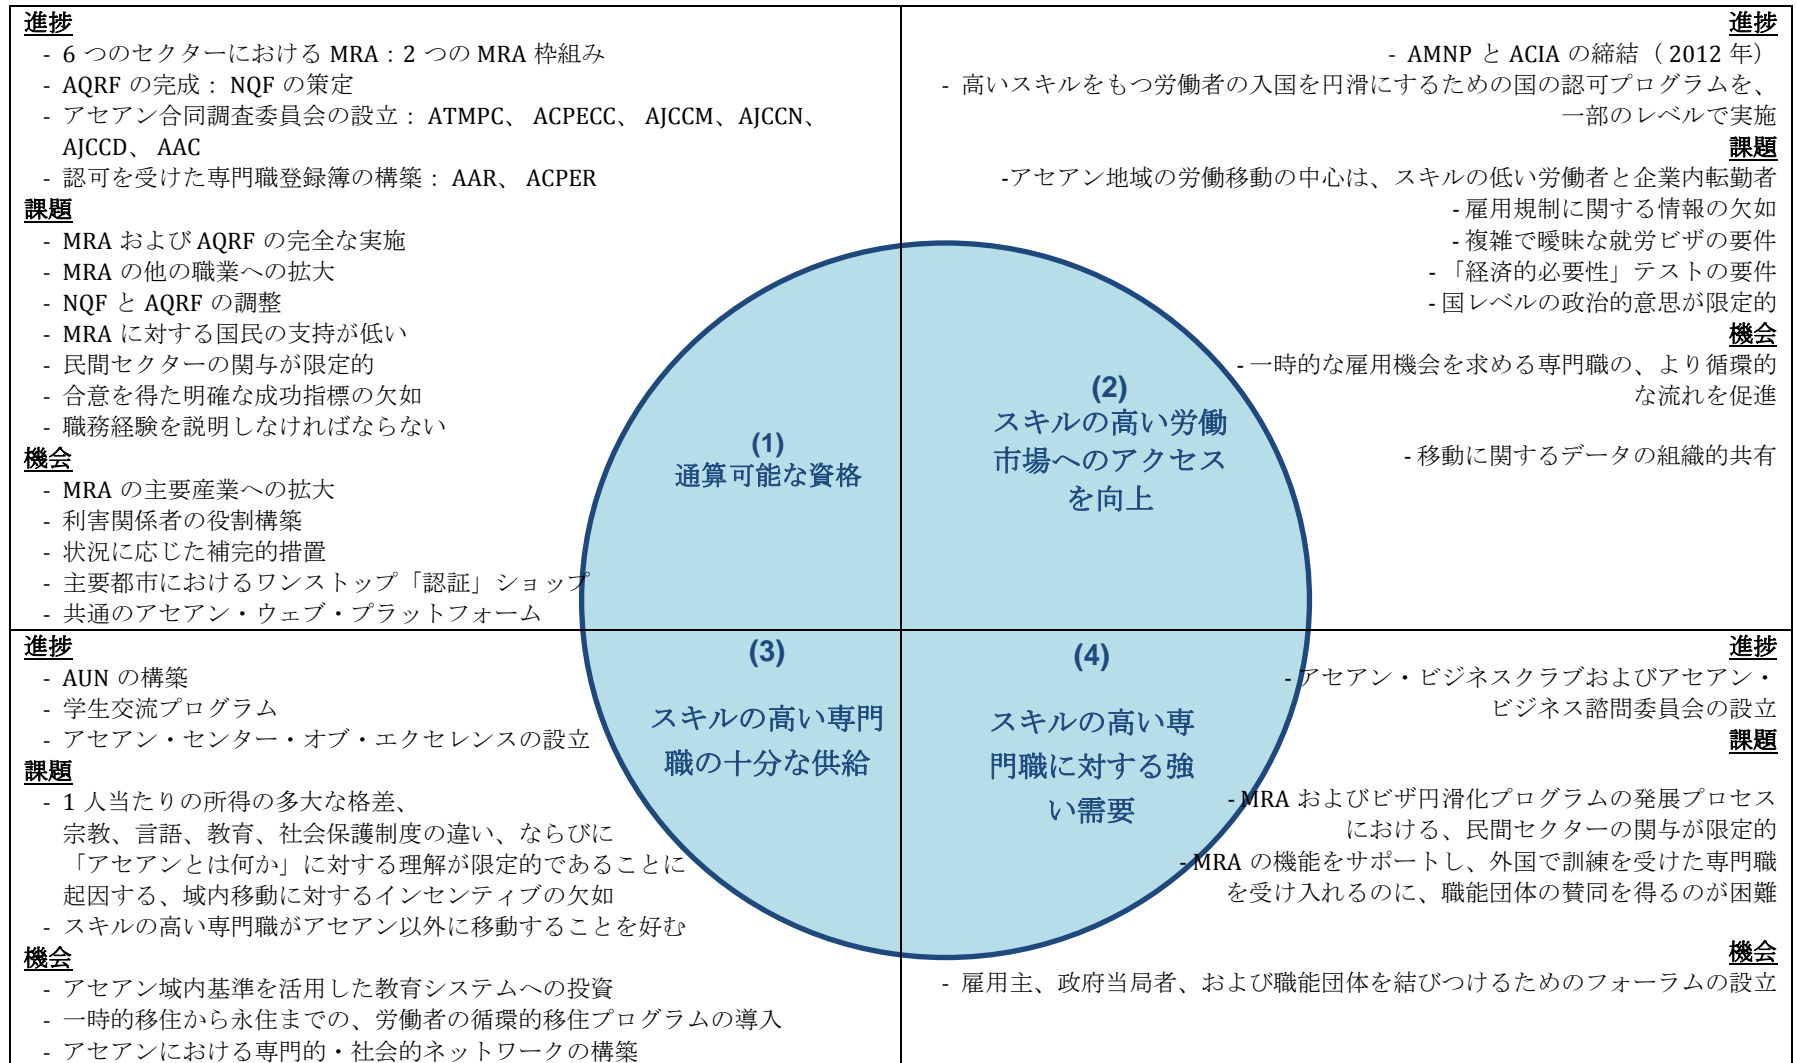 進捗
- 6 つのセクターにおける MRA：2 つの MRA 枠組み
- AQRF の完成： NQF の策定
- アセアン合同調査委員会の設立： ATMPC、 ACPECC、 AJCCM、AJCCN、
AJCCD、 AAC
- 認可を受けた専門職登録簿の構築： AAR、 ACPER
課題
- MRA および AQRF の完全な実施
- MRA の他の職業への拡大
- NQF と AQRF の調整
- MRA に対する国民の支持が低い
- 民間セクターの関与が限定的
- 合意を得た明確な成功指標の欠如
- 職務経験を説明しなければならない
機会
- MRA の主要産業への拡大
- 利害関係者の役割構築
- 状況に応じた補完的措置
- 主要都市におけるワンストップ「認証」ショップ
- 共通のアセアン・ウェブ・プラットフォーム
(1)
通算可能な資格
進捗
- AMNP と ACIA の締結（ 2012 年）
- 高いスキルをもつ労働者の入国を円滑にするための国の認可プログラムを、
一部のレベルで実施
課題
-アセアン地域の労働移動の中心は、スキルの低い労働者と企業内転勤者
- 雇用規制に関する情報の欠如
- 複雑で曖昧な就労ビザの要件
- 「経済的必要性」テストの要件
- 国レベルの政治的意思が限定的
機会
- 一時的な雇用機会を求める専門職の、より循環的
な流れを促進
- 移動に関するデータの組織的共有
(2)
スキルの高い労働
市場へのアクセス
を向上
進捗
- AUN の構築
- 学生交流プログラム
- アセアン・センター・オブ・エクセレンスの設立
課題
- 1 人当たりの所得の多大な格差、
宗教、言語、教育、社会保護制度の違い、ならびに
「アセアンとは何か」に対する理解が限定的であることに
起因する、域内移動に対するインセンティブの欠如
- スキルの高い専門職がアセアン以外に移動することを好む
機会
- アセアン域内基準を活用した教育システムへの投資
- 一時的移住から永住までの、労働者の循環的移住プログラムの導入
- アセアンにおける専門的・社会的ネットワークの構築
(3)
スキルの高い専門
職の十分な供給
進捗
- アセアン・ビジネスクラブおよびアセアン・
ビジネス諮問委員会の設立
課題
- MRA およびビザ円滑化プログラムの発展プロセス
における、民間セクターの関与が限定的
- MRA の機能をサポートし、外国で訓練を受けた専門職
を受け入れるのに、職能団体の賛同を得るのが困難
機会
- 雇用主、政府当局者、および職能団体を結びつけるためのフォーラムの設立
(4)
スキルの高い専
門職に対する強
い需要